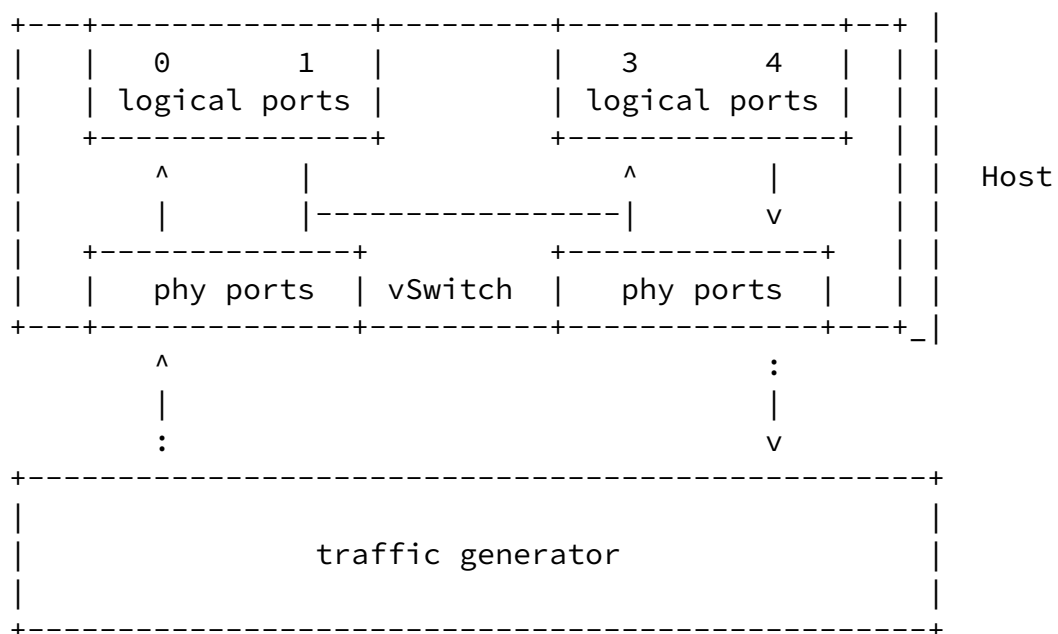 0 1 3 4
logical ports logical ports
Host
phy ports vSwitch phy ports
traffic generator